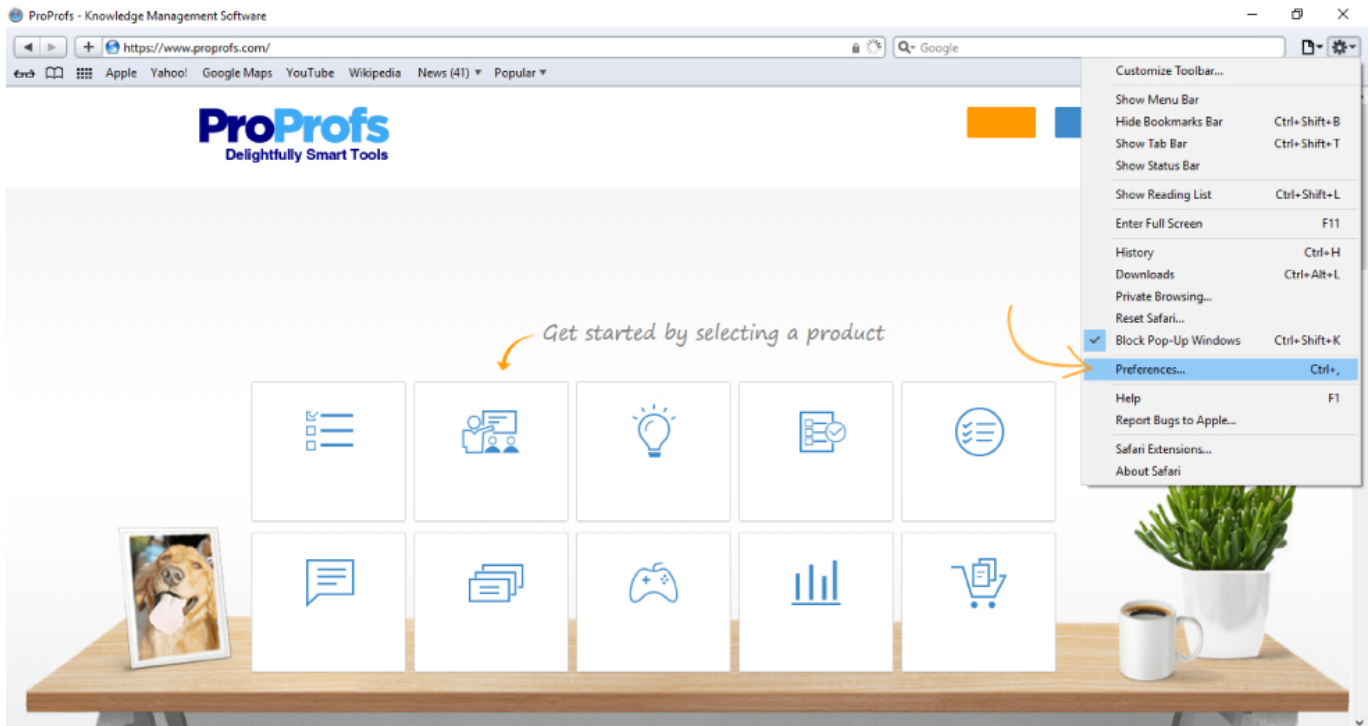 ProProfs - Knowledge Management Software
https://www.proprofs.com/
Google
Apple Yahoo! Google Maps YouTube Wikipedia News (41) ▼ Popular ▼
ProProfs
Delightfully Smart Tools
Get started by selecting a product
Customize Toolbar...
Show Menu Bar
Hide Bookmarks Bar Ctrl+Shift+B
Show Tab Bar Ctrl+Shift+T
Show Status Bar
Show Reading List Ctrl+Shift+L
Enter Full Screen F11
History Ctrl+H
Downloads Ctrl+Alt+L
Private Browsing...
Reset Safari...
Block Pop-Up Windows Ctrl+Shift+K
Preferences... Ctrl+,
Help F1
Report Bugs to Apple...
Safari Extensions...
About Safari